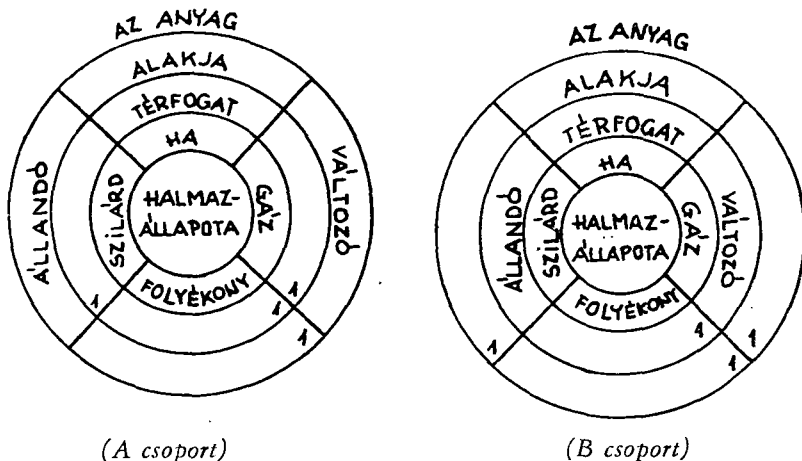 AZ ANYAG
ALAKJA
TÉRFOGAT
HA
ÁLLANDÓ
SZILÁRD
HALMAZ-
ÁLLAPOTA
GÁZ
VÁLTOZÓ
FOLYÉKONY
1
1
1
1
(A csoport)
AZ ANYAG
ALAKJA
TÉRFOGAT
HA
ÁLLANDÓ
SZILÁRD
HALMAZ-
ÁLLAPOTA
GÁZ
VÁLTOZÓ
FOLYÉKONY
1
1
1
1
(B csoport)